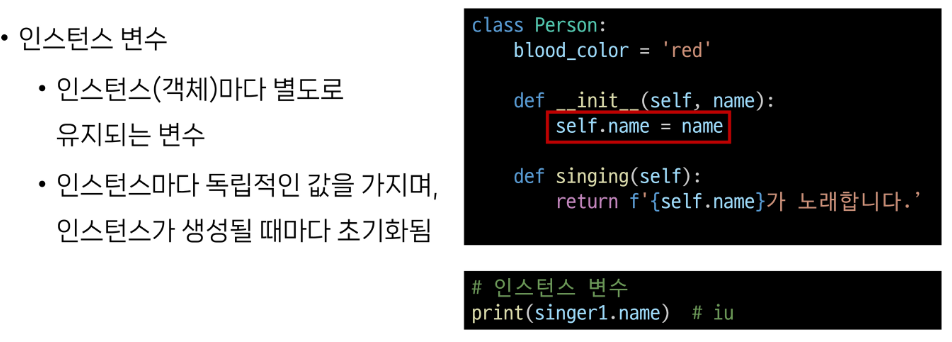 • 인스턴스 변수
• 인스턴스(객체)마다 별도로
유지되는 변수
• 인스턴스마다 독립적인 값을 가지며,
인스턴스가 생성될 때마다 초기화됨
class Person:
    blood_color = 'red'

    def __init__(self, name):
        self.name = name

    def singing(self):
        return f'{self.name}가 노래합니다.’

# 인스턴스 변수
print(singer1.name)  # iu